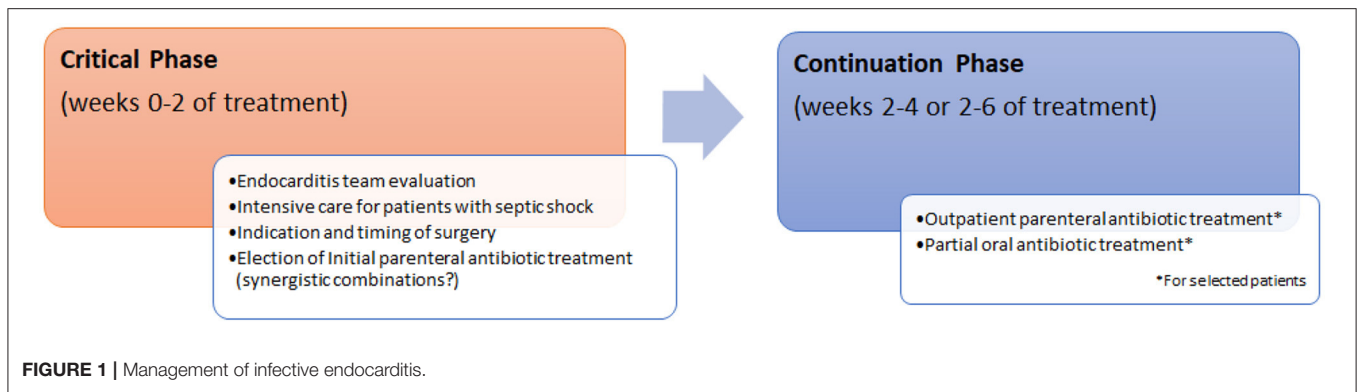 Critical Phase
(weeks 0-2 of treatment)
•Endocarditis team evaluation
•Intensive care for patients with septic shock
•Indication and timing of surgery
•Election of Initial parenteral antibiotic treatment
(synergistic combinations?)
Continuation Phase
(weeks 2-4 or 2-6 of treatment)
•Outpatient parenteral antibiotic treatment*
•Partial oral antibiotic treatment*
*For selected patients
FIGURE 1 | Management of infective endocarditis.